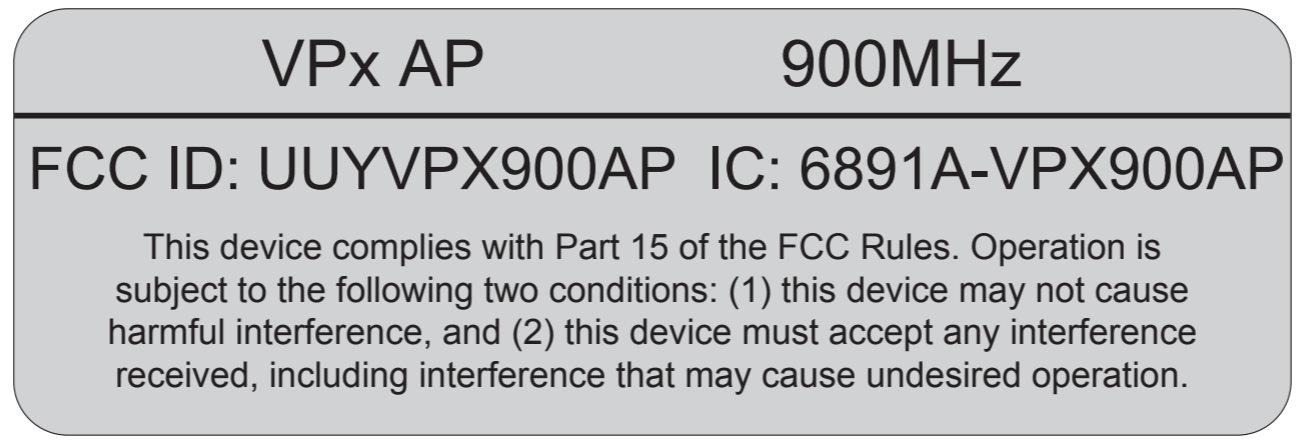 VPx AP 900MHz
FCC ID: UUYVPX900AP IC: 6891A-VPX900AP
This device complies with Part 15 of the FCC Rules. Operation is
subject to the following two conditions: (1) this device may not cause
harmful interference, and (2) this device must accept any interference
received, including interference that may cause undesired operation.